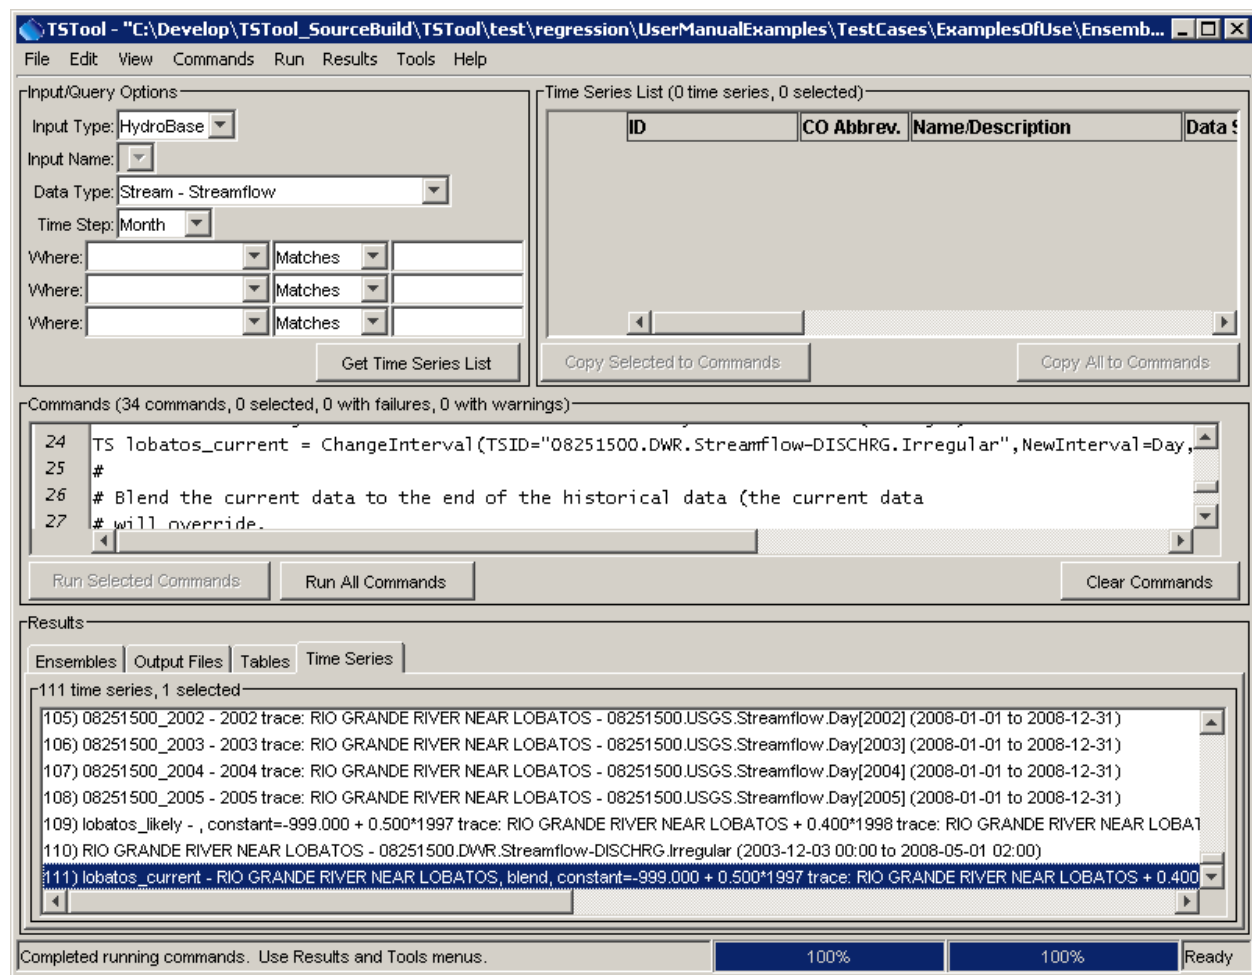 TSTool - "C:\Develop\TSTool_SourceBuild\TSTool\test\regression\UserManualExamples\TestCases\ExamplesOfUse\Ensemb...
File Edit View Commands Run Results Tools Help
Input/Query Options
Input Type: HydroBase
Input Name:
Data Type: Stream - Streamflow
Time Step: Month
Where: Matches
Where: Matches
Where: Matches
Get Time Series List
Time Series List (0 time series, 0 selected)
ID CO Abbrev. Name/Description Data S
Copy Selected to Commands Copy All to Commands
Commands (34 commands, 0 selected, 0 with failures, 0 with warnings)
24 TS lobatos_current = ChangeInterval(TSID="08251500.DWR.Streamflow-DISCHRG.Irregular",NewInterval=Day,
25 #
26 # Blend the current data to the end of the historical data (the current data
27 # will override.
Run Selected Commands Run All Commands Clear Commands
Results
Ensembles Output Files Tables Time Series
111 time series, 1 selected
105) 08251500_2002 - 2002 trace: RIO GRANDE RIVER NEAR LOBATOS - 08251500.USGS.Streamflow.Day[2002] (2008-01-01 to 2008-12-31)
106) 08251500_2003 - 2003 trace: RIO GRANDE RIVER NEAR LOBATOS - 08251500.USGS.Streamflow.Day[2003] (2008-01-01 to 2008-12-31)
107) 08251500_2004 - 2004 trace: RIO GRANDE RIVER NEAR LOBATOS - 08251500.USGS.Streamflow.Day[2004] (2008-01-01 to 2008-12-31)
108) 08251500_2005 - 2005 trace: RIO GRANDE RIVER NEAR LOBATOS - 08251500.USGS.Streamflow.Day[2005] (2008-01-01 to 2008-12-31)
109) lobatos_likely - , constant=-999.000 + 0.500*1997 trace: RIO GRANDE RIVER NEAR LOBATOS + 0.400*1998 trace: RIO GRANDE RIVER NEAR LOBAT
110) RIO GRANDE RIVER NEAR LOBATOS - 08251500.DWR.Streamflow-DISCHRG.Irregular (2003-12-03 00:00 to 2008-05-01 02:00)
111) lobatos_current - RIO GRANDE RIVER NEAR LOBATOS, blend, constant=-999.000 + 0.500*1997 trace: RIO GRANDE RIVER NEAR LOBATOS + 0.400
Completed running commands. Use Results and Tools menus. 100% 100% Ready